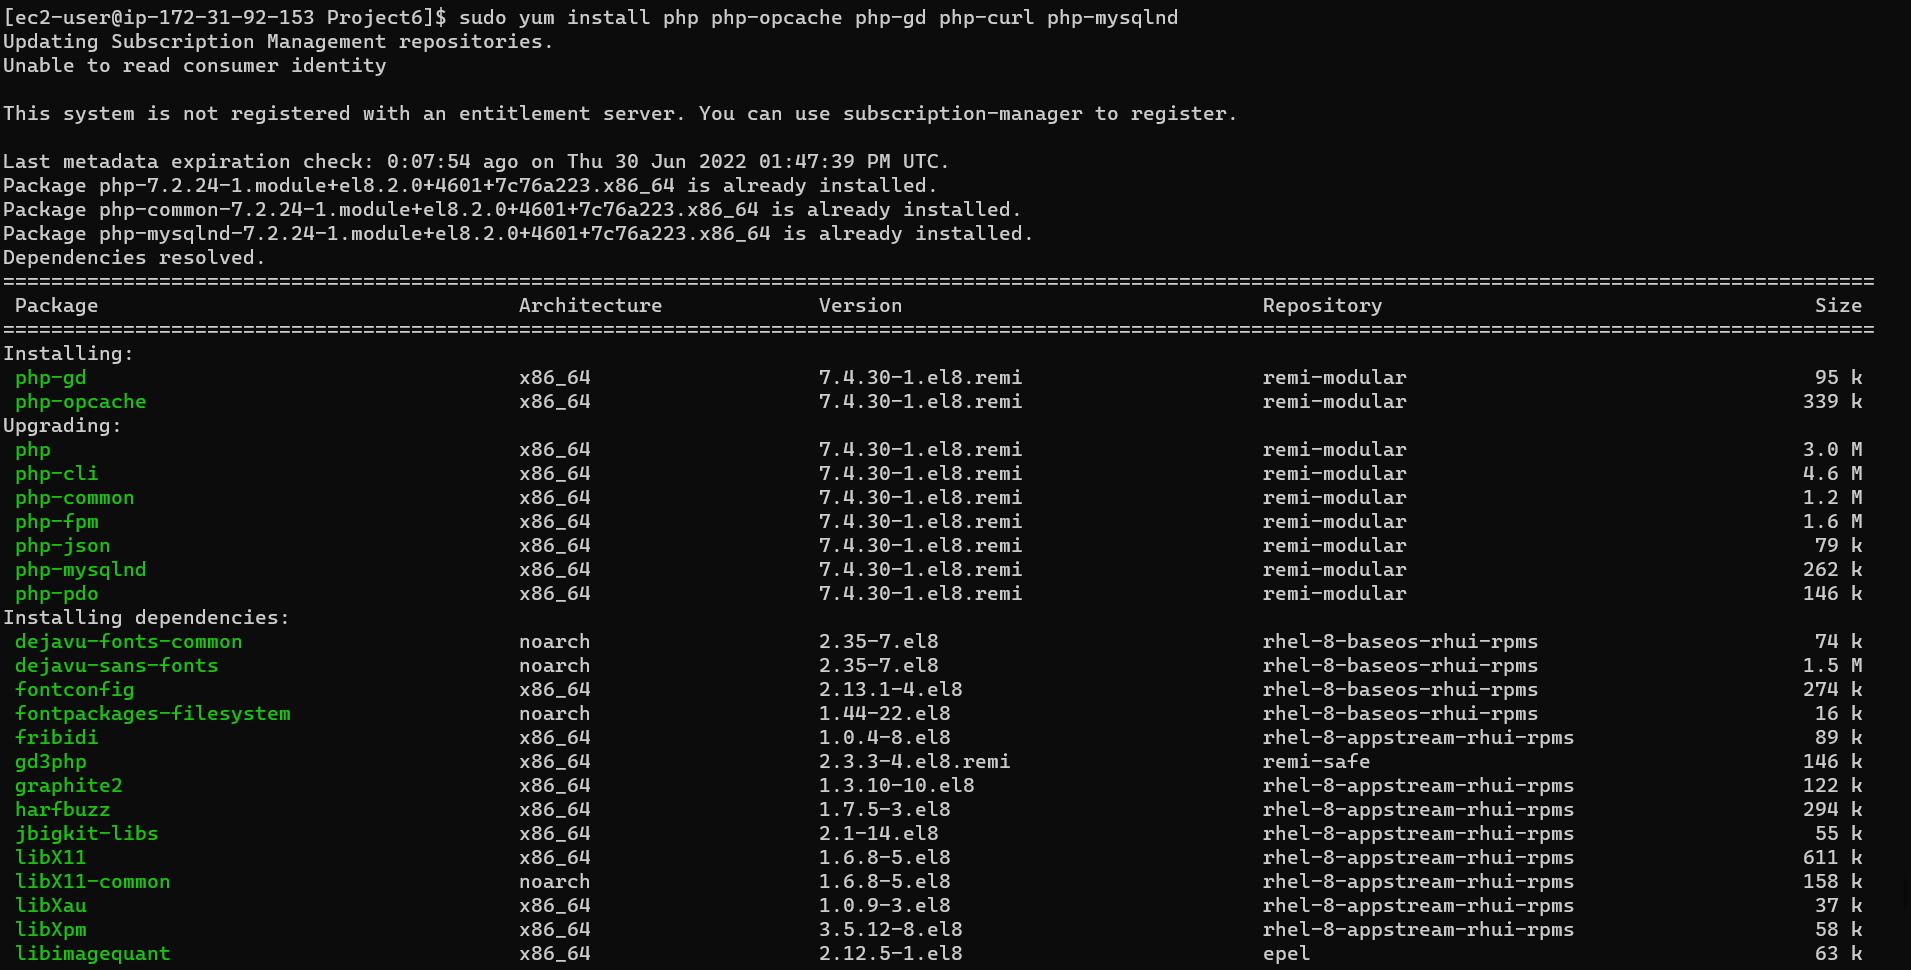 [ec2-user@ip-172-31-92-153 Project6]$ sudo yum install php php-opcache php-gd php-curl php-mysqlnd
Updating Subscription Management repositories.
Unable to read consumer identity
This system is not registered with an entitlement server. You can use subscription-manager to register.
Last metadata expiration check: 0:07:54 ago on Thu 30 Jun 2022 01:47:39 PM UTC.
Package php-7.2.24-1.module+el8.2.0+4601+7c76a223.x86_64 is already installed.
Package php-common-7.2.24-1.module+el8.2.0+4601+7c76a223.x86_64 is already installed.
Package php-mysqlnd-7.2.24-1.module+el8.2.0+4601+7c76a223.x86_64 is already installed.
Dependencies resolved.
============================================================================================================================================================
Package Architecture Version Repository Size
============================================================================================================================================================
Installing:
php-gd x86_64 7.4.30-1.el8.remi remi-modular 95 k
php-opcache x86_64 7.4.30-1.el8.remi remi-modular 339 k
Upgrading:
php x86_64 7.4.30-1.el8.remi remi-modular 3.0 M
php-cli x86_64 7.4.30-1.el8.remi remi-modular 4.6 M
php-common x86_64 7.4.30-1.el8.remi remi-modular 1.2 M
php-fpm x86_64 7.4.30-1.el8.remi remi-modular 1.6 M
php-json x86_64 7.4.30-1.el8.remi remi-modular 79 k
php-mysqlnd x86_64 7.4.30-1.el8.remi remi-modular 262 k
php-pdo x86_64 7.4.30-1.el8.remi remi-modular 146 k
Installing dependencies:
dejavu-fonts-common noarch 2.35-7.el8 rhel-8-baseos-rhui-rpms 74 k
dejavu-sans-fonts noarch 2.35-7.el8 rhel-8-baseos-rhui-rpms 1.5 M
fontconfig x86_64 2.13.1-4.el8 rhel-8-baseos-rhui-rpms 274 k
fontpackages-filesystem noarch 1.44-22.el8 rhel-8-baseos-rhui-rpms 16 k
fribidi x86_64 1.0.4-8.el8 rhel-8-appstream-rhui-rpms 89 k
gd3php x86_64 2.3.3-4.el8.remi remi-safe 146 k
graphite2 x86_64 1.3.10-10.el8 rhel-8-appstream-rhui-rpms 122 k
harfbuzz x86_64 1.7.5-3.el8 rhel-8-appstream-rhui-rpms 294 k
jbigkit-libs x86_64 2.1-14.el8 rhel-8-appstream-rhui-rpms 55 k
libX11 x86_64 1.6.8-5.el8 rhel-8-appstream-rhui-rpms 611 k
libX11-common noarch 1.6.8-5.el8 rhel-8-appstream-rhui-rpms 158 k
libXau x86_64 1.0.9-3.el8 rhel-8-appstream-rhui-rpms 37 k
libXpm x86_64 3.5.12-8.el8 rhel-8-appstream-rhui-rpms 58 k
libimagequant x86_64 2.12.5-1.el8 epel 63 k